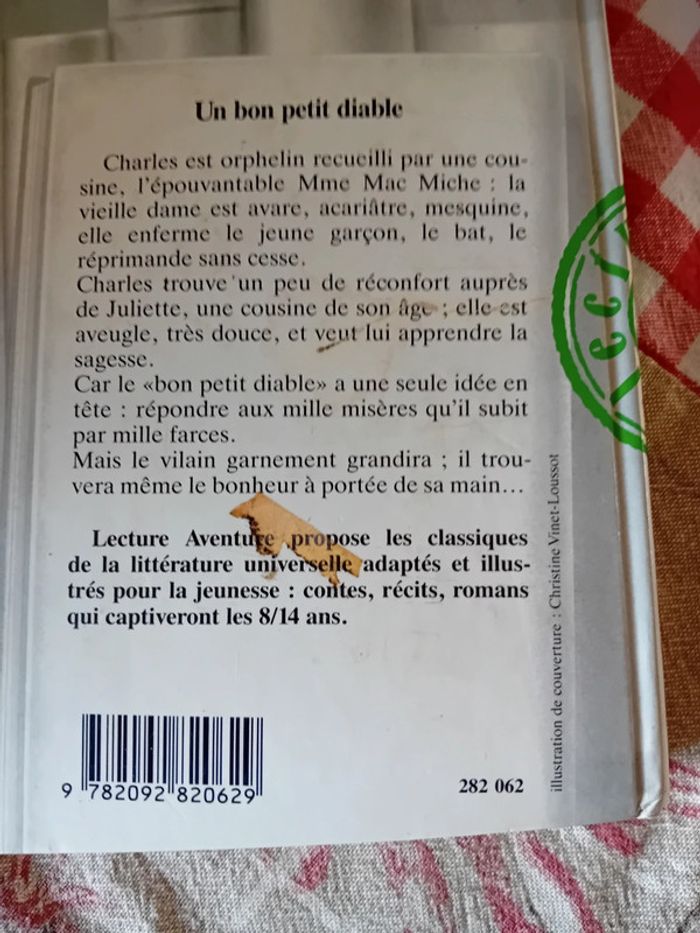 Un bon petit diable
Charles est orphelin recueilli par une cou-
sine, l'épouvantable Mme Mac Miche : la
vieille dame est avare, acariâtre, mesquine,
elle enferme le jeune garçon, le bat, le
réprimande sans cesse.
Charles trouve un peu de réconfort auprès
de Juliette, une cousine de son âge ; elle est
aveugle, très douce, et veut lui apprendre la
sagesse.
Car le «bon petit diable» a une seule idée en
tête : répondre aux mille misères qu'il subit
par mille farces.
Mais le vilain garnement grandira ; il trou-
vera même le bonheur à portée de sa main...
Lecture Aventure propose les classiques
de la littérature universelle adaptés et illus-
trés pour la jeunesse : contes, récits, romans
qui captiveront les 8/14 ans.
illustration de couverture : Christine Vinet-Loussot
9 782092 820629
282 062